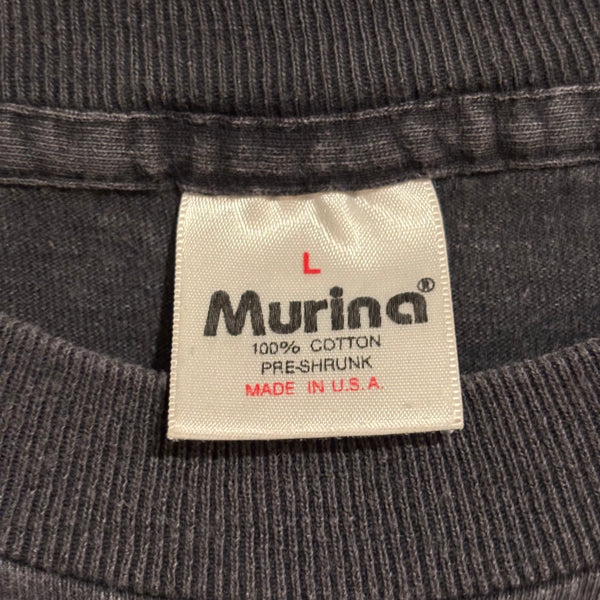 L
Murina®
100% COTTON
PRE-SHRUNK
MADE IN U.S.A.